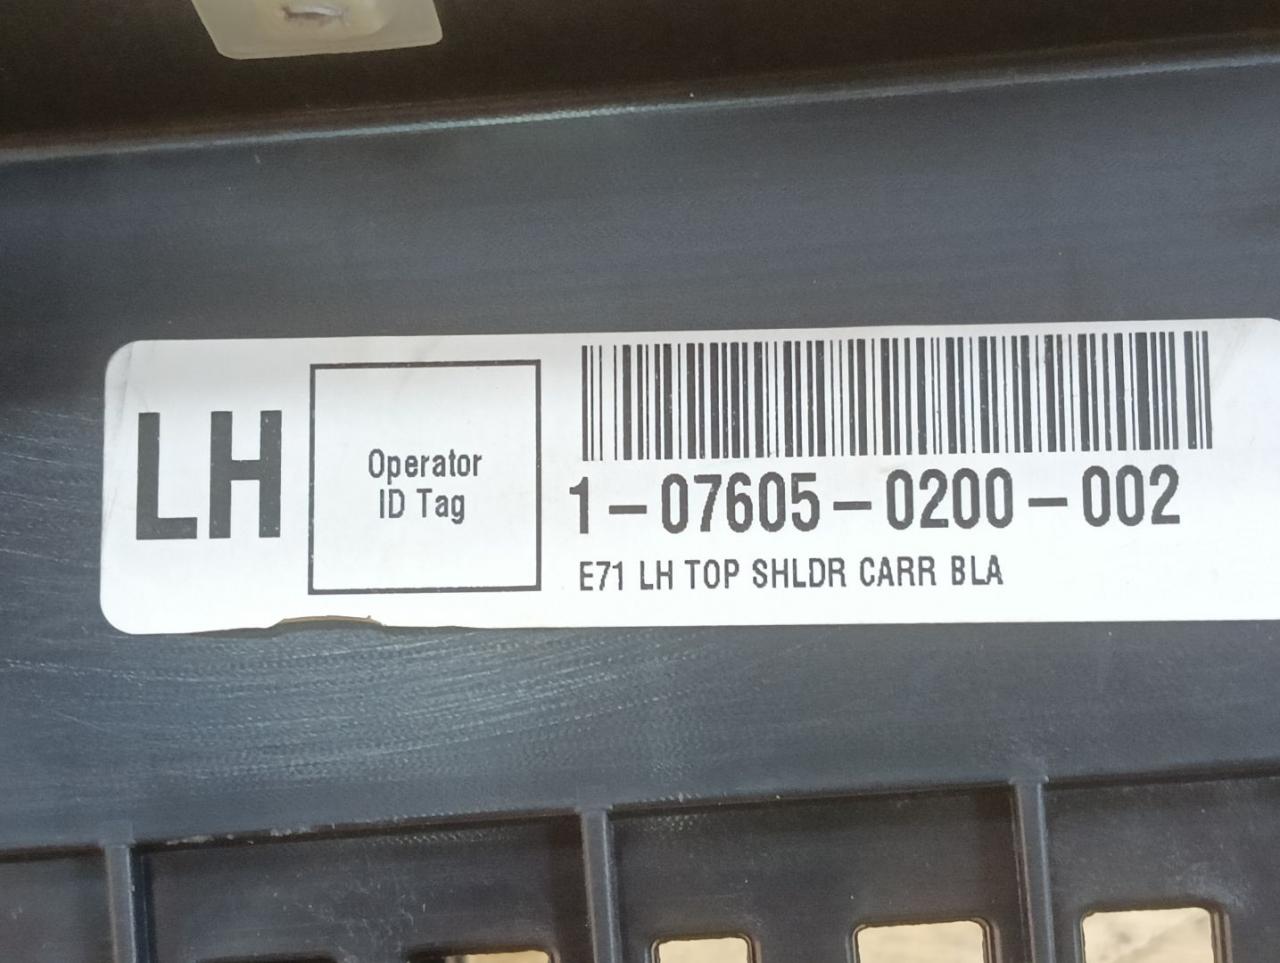 LH
Operator
ID Tag
1-07605-0200-002
E71 LH TOP SHLDR CARR BLA